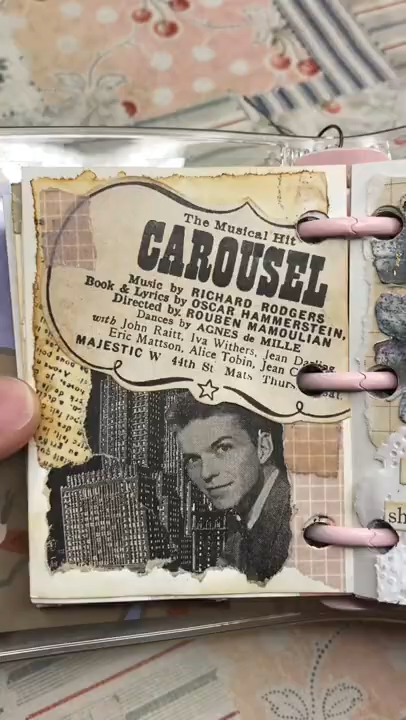 The Musical Hit
CAROUSEL
Music by RICHARD RODGERS
Book & Lyrics by OSCAR HAMMERSTEIN,
Directed by ROUBEN MAMOULIAN
Dances by AGNES de MILLE
with John Raitt, Iva Withers, Jean Darling
Eric Mattson, Alice Tobin, Jean
MAJESTIC W 44th St Mats Thur
sh